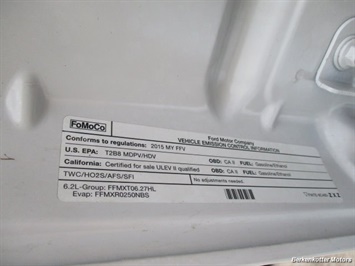 FoMoCo
Ford Motor Company
VEHICLE EMISSION CONTROL INFORMATION
Conforms to regulations: 2015 MY FFV
U.S. EPA: T2B8 MDPV/HDV OBD: CA II FUEL: Gasoline/Ethanol
California: Certified for sale ULEV II qualified OBD: CA II FUEL: Gasoline/Ethanol
TWC/HO2S/AFS/SFI No adjustments needed.
6.2L-Group: FFMXT06.27HL
Evap: FFMXR0250NBS
Barkenkotter Motors